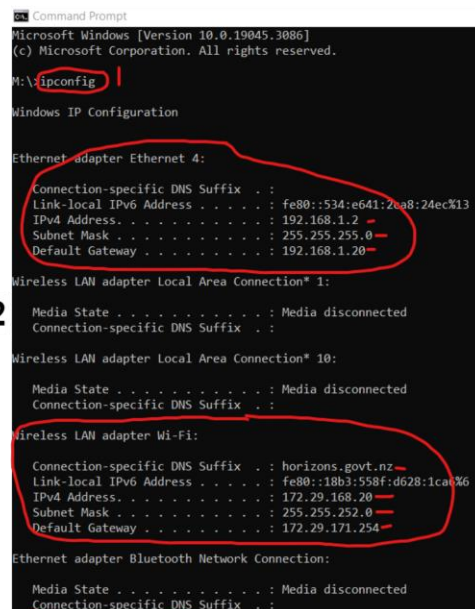 Command Prompt
Microsoft Windows [Version 10.0.19045.3086]
(c) Microsoft Corporation. All rights reserved.
M:\>ipconfig
Windows IP Configuration
Ethernet adapter Ethernet 4:
Connection-specific DNS Suffix . :
Link-local IPv6 Address . . . . . : fe80::534:e641:2ca8:24ec%13
IPv4 Address. . . . . . . . . . . : 192.168.1.2
Subnet Mask . . . . . . . . . . . : 255.255.255.0
Default Gateway . . . . . . . . . : 192.168.1.20
Wireless LAN adapter Local Area Connection* 1:
Media State . . . . . . . . . . . : Media disconnected
Connection-specific DNS Suffix . :
2
Wireless LAN adapter Local Area Connection* 10:
Media State . . . . . . . . . . . : Media disconnected
Connection-specific DNS Suffix . :
Wireless LAN adapter Wi-Fi:
Connection-specific DNS Suffix . : horizons.govt.nz
Link-local IPv6 Address . . . . . : fe80::18b3:558f:d628:1ca6%6
IPv4 Address. . . . . . . . . . . : 172.29.168.20
Subnet Mask . . . . . . . . . . . : 255.255.252.0
Default Gateway . . . . . . . . . : 172.29.171.254
Ethernet adapter Bluetooth Network Connection:
Media State . . . . . . . . . . . : Media disconnected
Connection-specific DNS Suffix . :